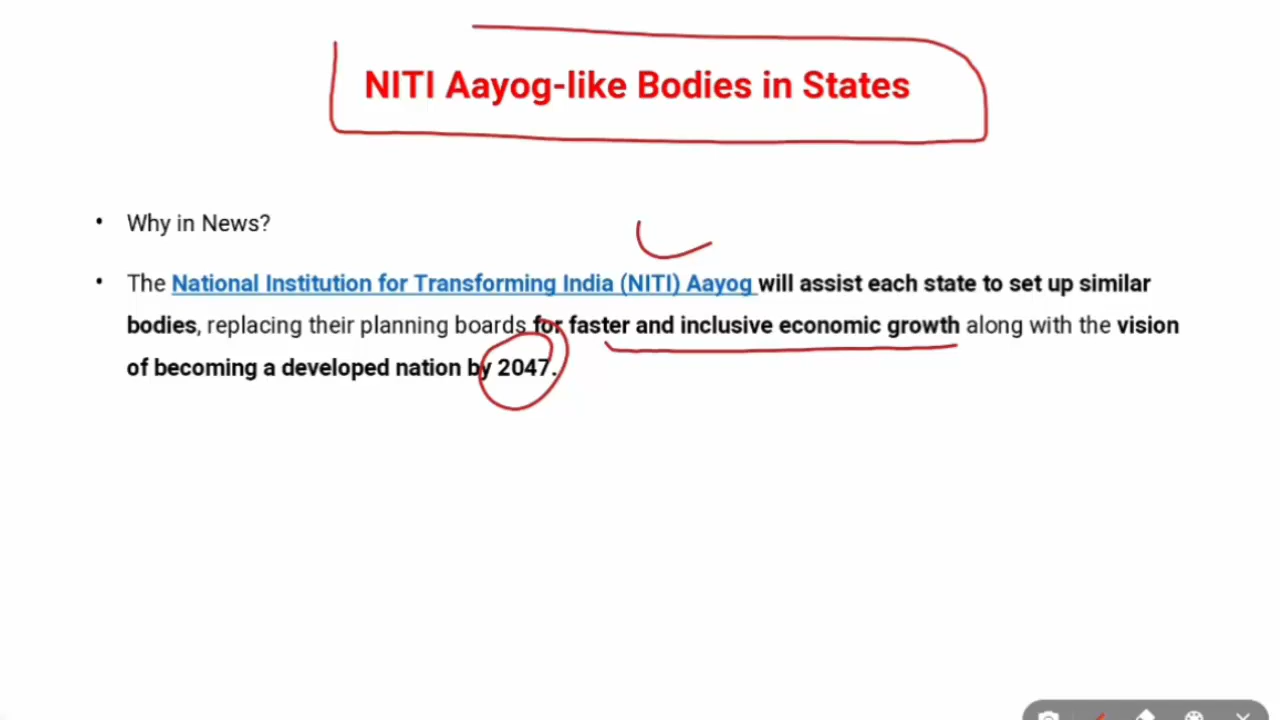 NITI Aayog-like Bodies in States
• Why in News?
• The National Institution for Transforming India (NITI) Aayog will assist each state to set up similar
bodies, replacing their planning boards for faster and inclusive economic growth along with the vision
of becoming a developed nation by 2047.